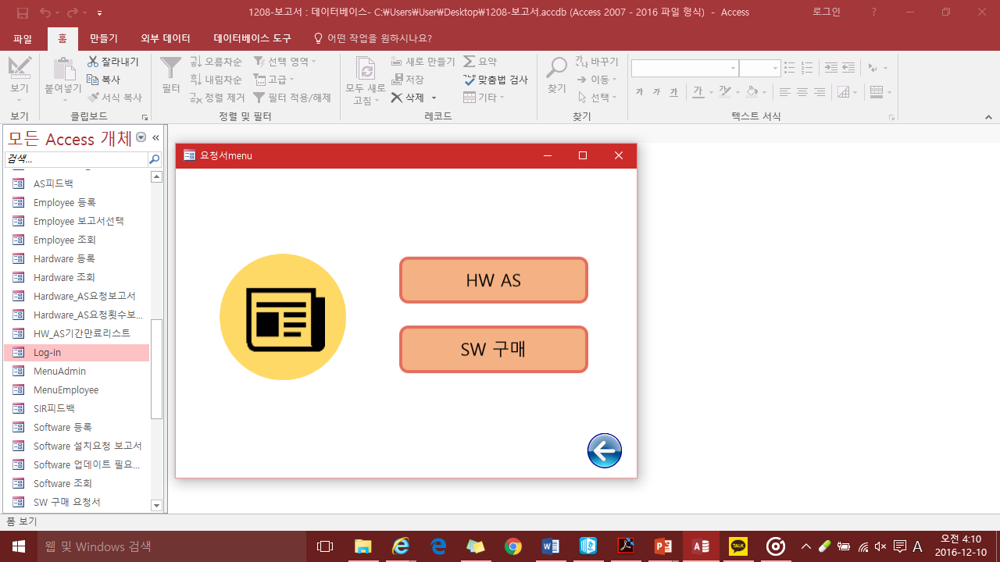 1208-보고서 : 데이터베이스- C:₩Users₩User₩Desktop₩1208-보고서.accdb (Access 2007 - 2016 파일 형식) - Access
로그인
?
파일 홈 만들기 외부 데이터 데이터베이스 도구 어떤 작업을 원하시나요?
보기
보기
붙여넣기
잘라내기
복사
서식 복사
클립보드
필터
오름차순
내림차순
정렬 제거
선택 영역
고급
필터 적용/해제
정렬 및 필터
모두 새로
고침
새로 만들기
저장
삭제
요약
맞춤법 검사
기타
레코드
찾기
바꾸기
이동
선택
찾기
가 가 가 가
텍스트 서식
모든 Access 개체
검색...
AS피드백
Employee 등록
Employee 보고서선택
Employee 조회
Hardware 등록
Hardware 조회
Hardware_AS요청보고서
Hardware_AS요청횟수보...
HW_AS기간만료리스트
Log-in
MenuAdmin
MenuEmployee
SIR피드백
Software 등록
Software 설치요청 보고서
Software 업데이트 필요...
Software 조회
SW 구매 요청서
요청서menu
HW AS
SW 구매
폼 보기
웹 및 Windows 검색
TALK
A
오전 4:10
2016-12-10